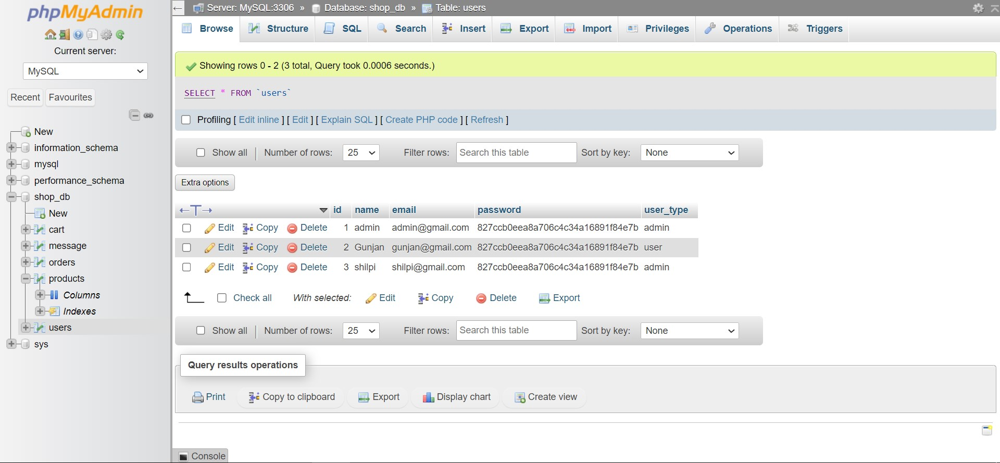 phpMyAdmin
Current server:
MySQL
Recent Favourites
New
information_schema
mysql
performance_schema
shop_db
New
cart
message
orders
products
Columns
Indexes
users
sys
Server: MySQL:3306 » Database: shop_db » Table: users
Browse Structure SQL Search Insert Export Import Privileges Operations Triggers
Showing rows 0 - 2 (3 total, Query took 0.0006 seconds.)
SELECT * FROM `users`
Profiling [ Edit inline ] [ Edit ] [ Explain SQL ] [ Create PHP code ] [ Refresh ]
Show all | Number of rows: 25 Filter rows: Search this table Sort by key: None
Extra options
←T→ id name email password user_type
Edit Copy Delete 1 admin admin@gmail.com 827ccb0eea8a706c4c34a16891f84e7b admin
Edit Copy Delete 2 Gunjan gunjan@gmail.com 827ccb0eea8a706c4c34a16891f84e7b user
Edit Copy Delete 3 shilpi shilpi@gmail.com 827ccb0eea8a706c4c34a16891f84e7b admin
Check all With selected: Edit Copy Delete Export
Show all | Number of rows: 25 Filter rows: Search this table Sort by key: None
Query results operations
Print Copy to clipboard Export Display chart Create view
Console